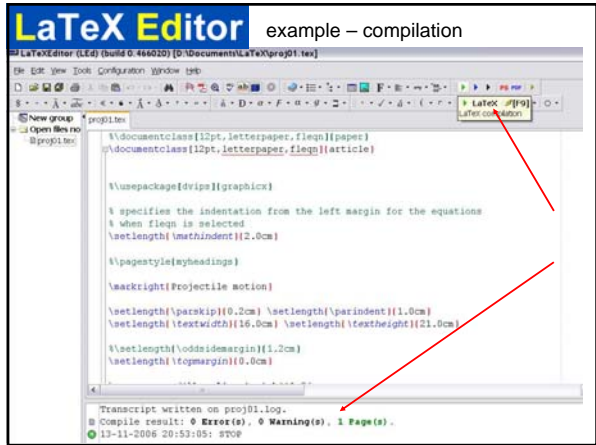 LaTeX Editor example – compilation
LaTeXEditor (LEd) (build 0.466020) [D:\Documents\LaTeX\proj01.tex]
File Edit View Tools Configuration Window Help
LaTeX [F9]
LaTex compilation
New group
Open files no
proj01.tex
proj01.tex
%\documentclass[12pt,letterpaper,fleqn]{paper}
\documentclass[12pt,letterpaper,fleqn]{article}
%\usepackage[dvips]{graphicx}
% specifies the indentation from the left margin for the equations
% when fleqn is selected
\setlength{\mathindent}{2.0cm}
%\pagestyle{myheadings}
\markright{Projectile motion}
\setlength{\parskip}{0.2cm} \setlength{\parindent}{1.0cm}
\setlength{\textwidth}{16.0cm} \setlength{\textheight}{21.0cm}
%\setlength{\oddsidemargin}{1.2cm}
\setlength{\topmargin}{0.0cm}
Transcript written on proj01.log.
Compile result: 0 Error(s), 0 Warning(s), 1 Page(s).
13-11-2006 20:53:05: STOP